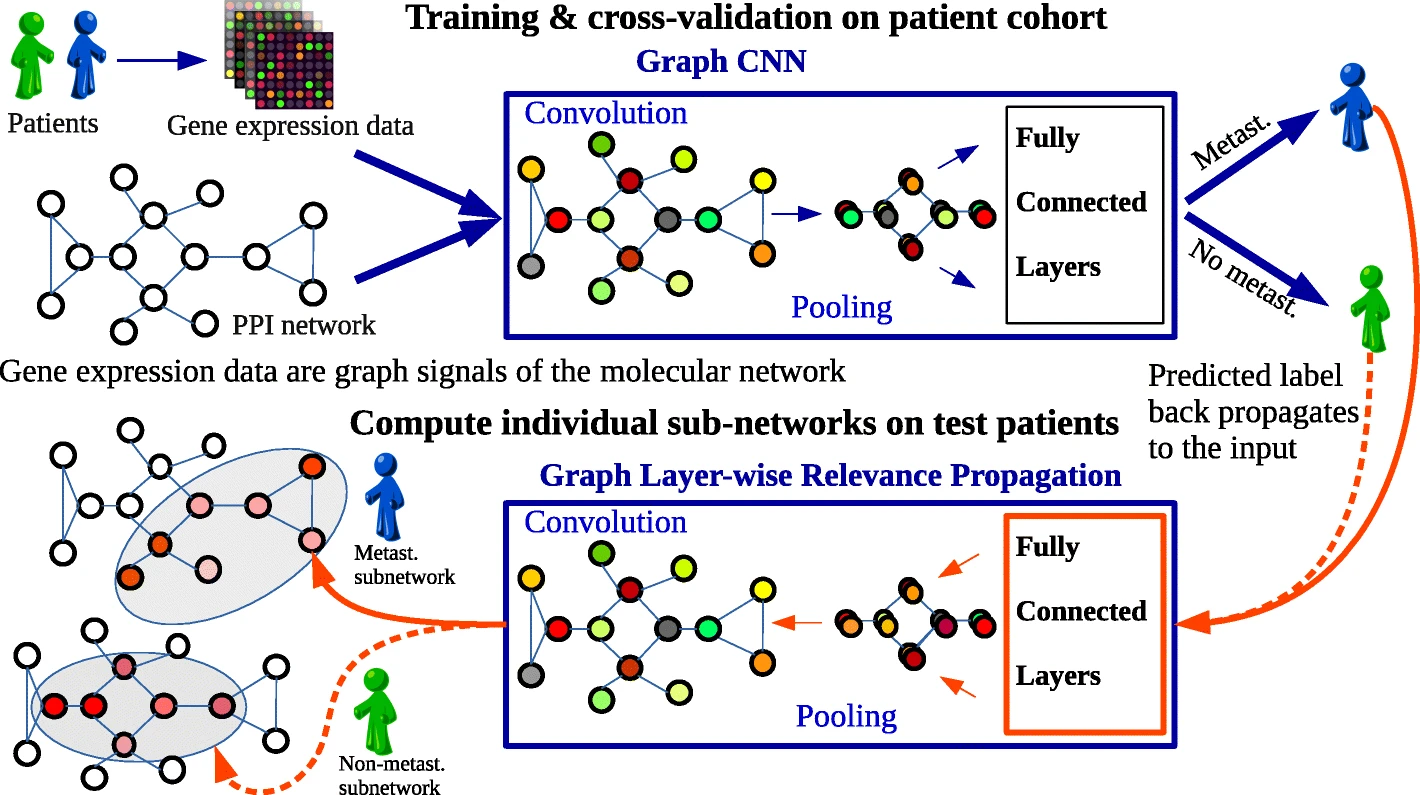 Training & cross-validation on patient cohort
Graph CNN
Patients
Gene expression data
PPI network
Convolution
Pooling
Fully
Connected
Layers
Metast.
No metast.
Gene expression data are graph signals of the molecular network
Predicted label
back propagates
to the input
Compute individual sub-networks on test patients
Graph Layer-wise Relevance Propagation
Convolution
Pooling
Fully
Connected
Layers
Metast.
subnetwork
Non-metast.
subnetwork